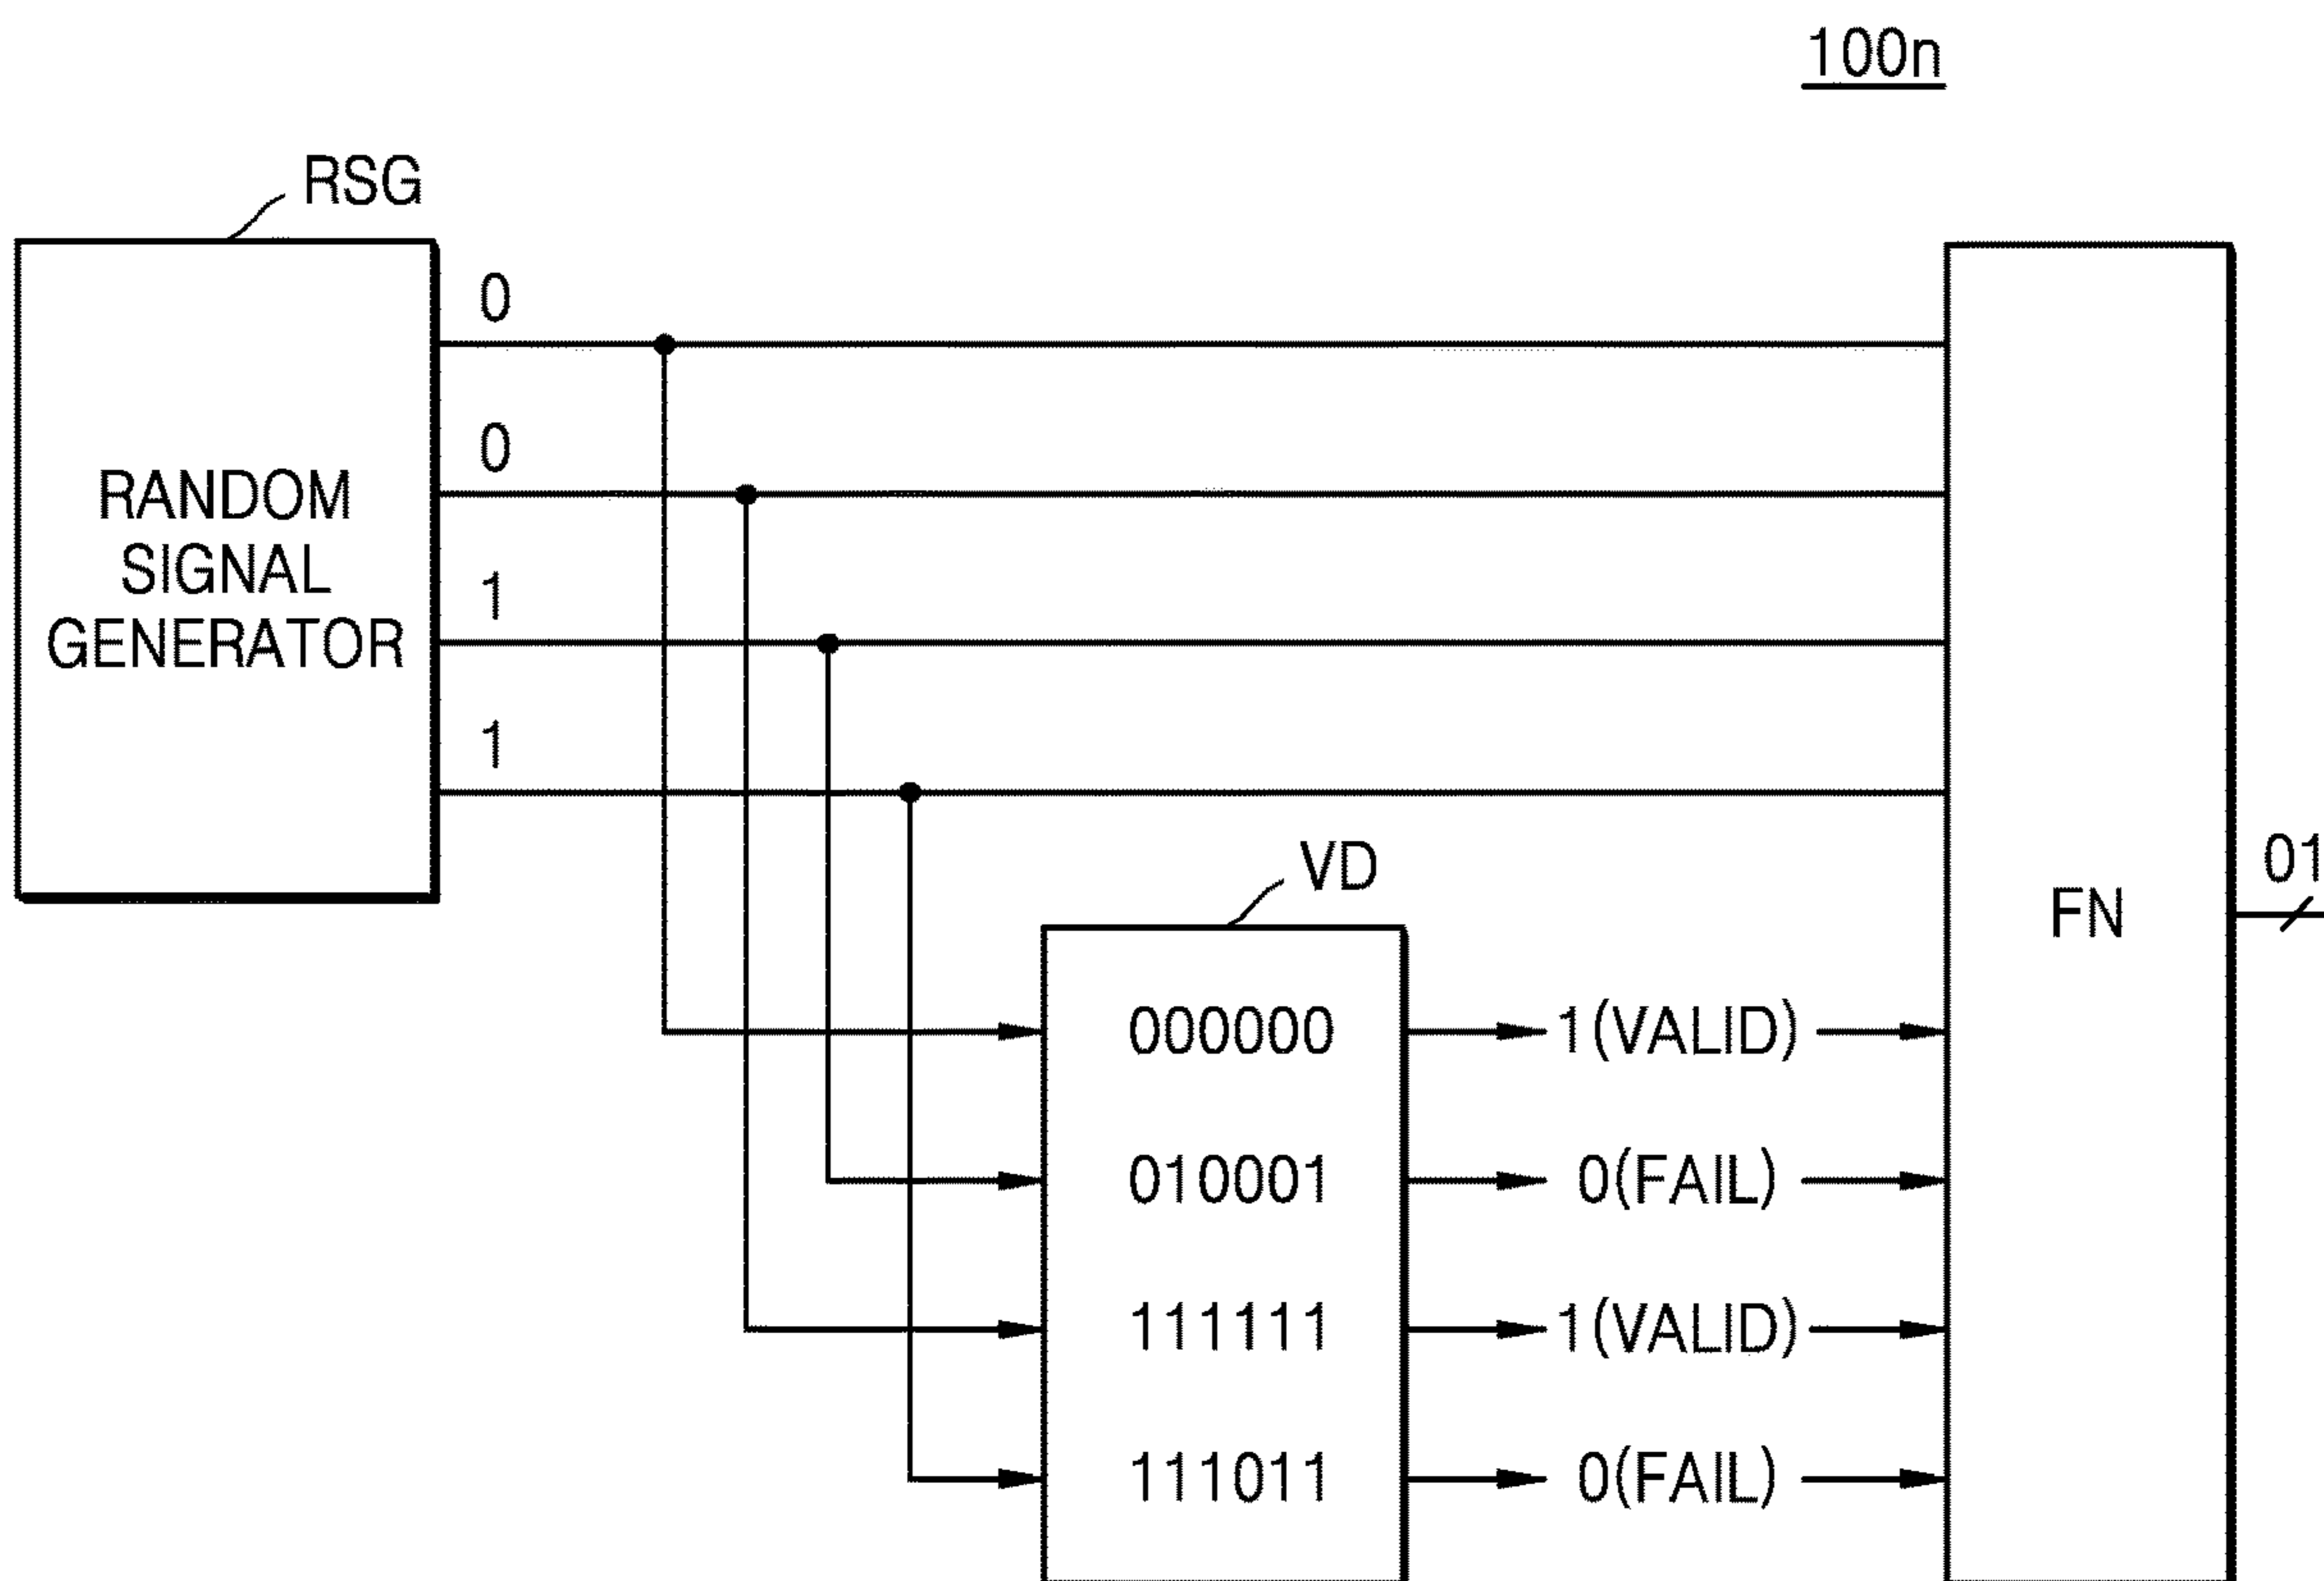 100n
RSG
0
0
RANDOM
SIGNAL
GENERATOR
1
1
VD
01
FN
000000
1(VALID)
010001
0(FAIL)
111111
1(VALID)
111011
0(FAIL)